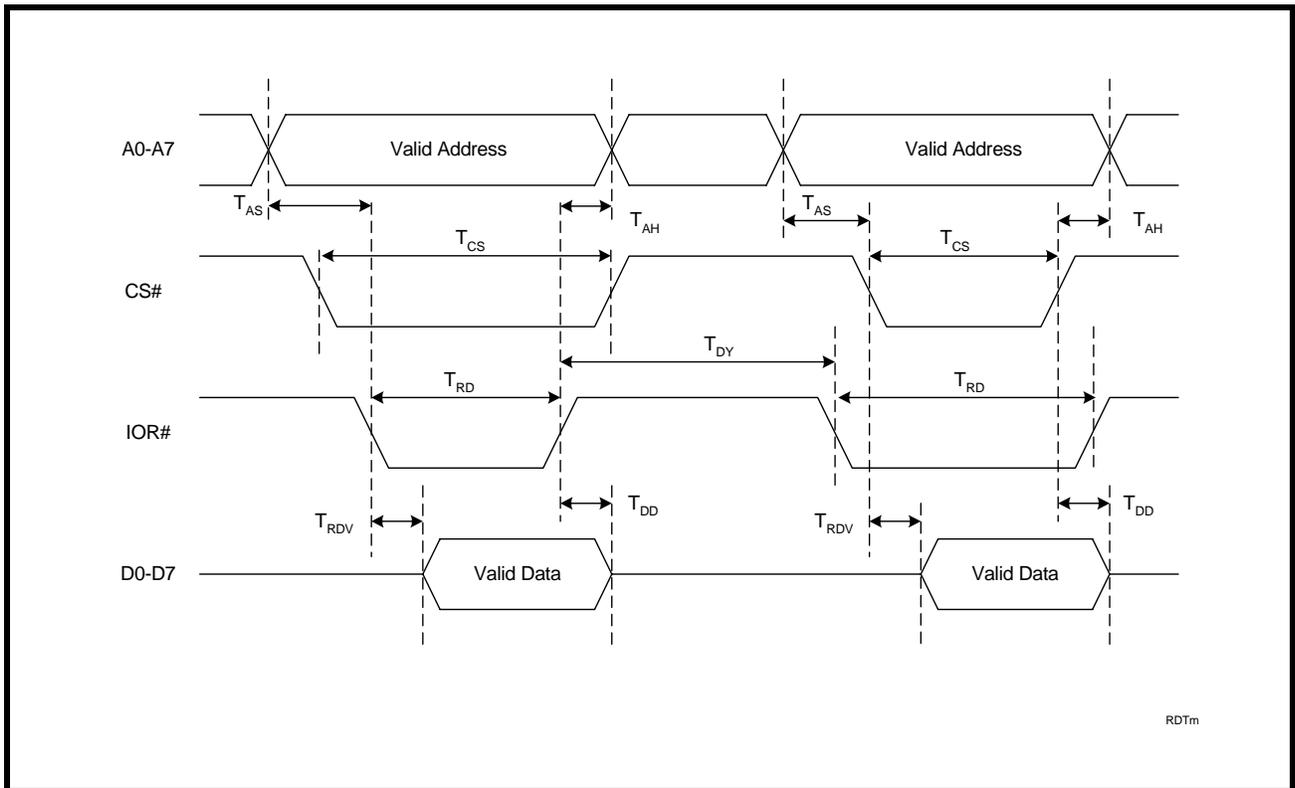 A0-A7
Valid Address
Valid Address
TAS
TAH
TAS
TAH
TCS
TCS
CS#
TDY
TRD
TRD
IOR#
TRDV
TDD
TRDV
TDD
D0-D7
Valid Data
Valid Data
RDTm